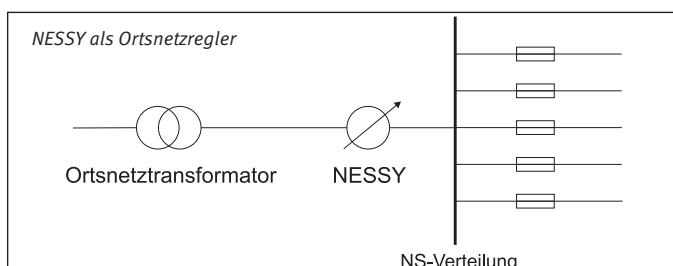 NESSY als Ortsnetzregler
Ortsnetztransformator
NESSY
NS-Verteilung